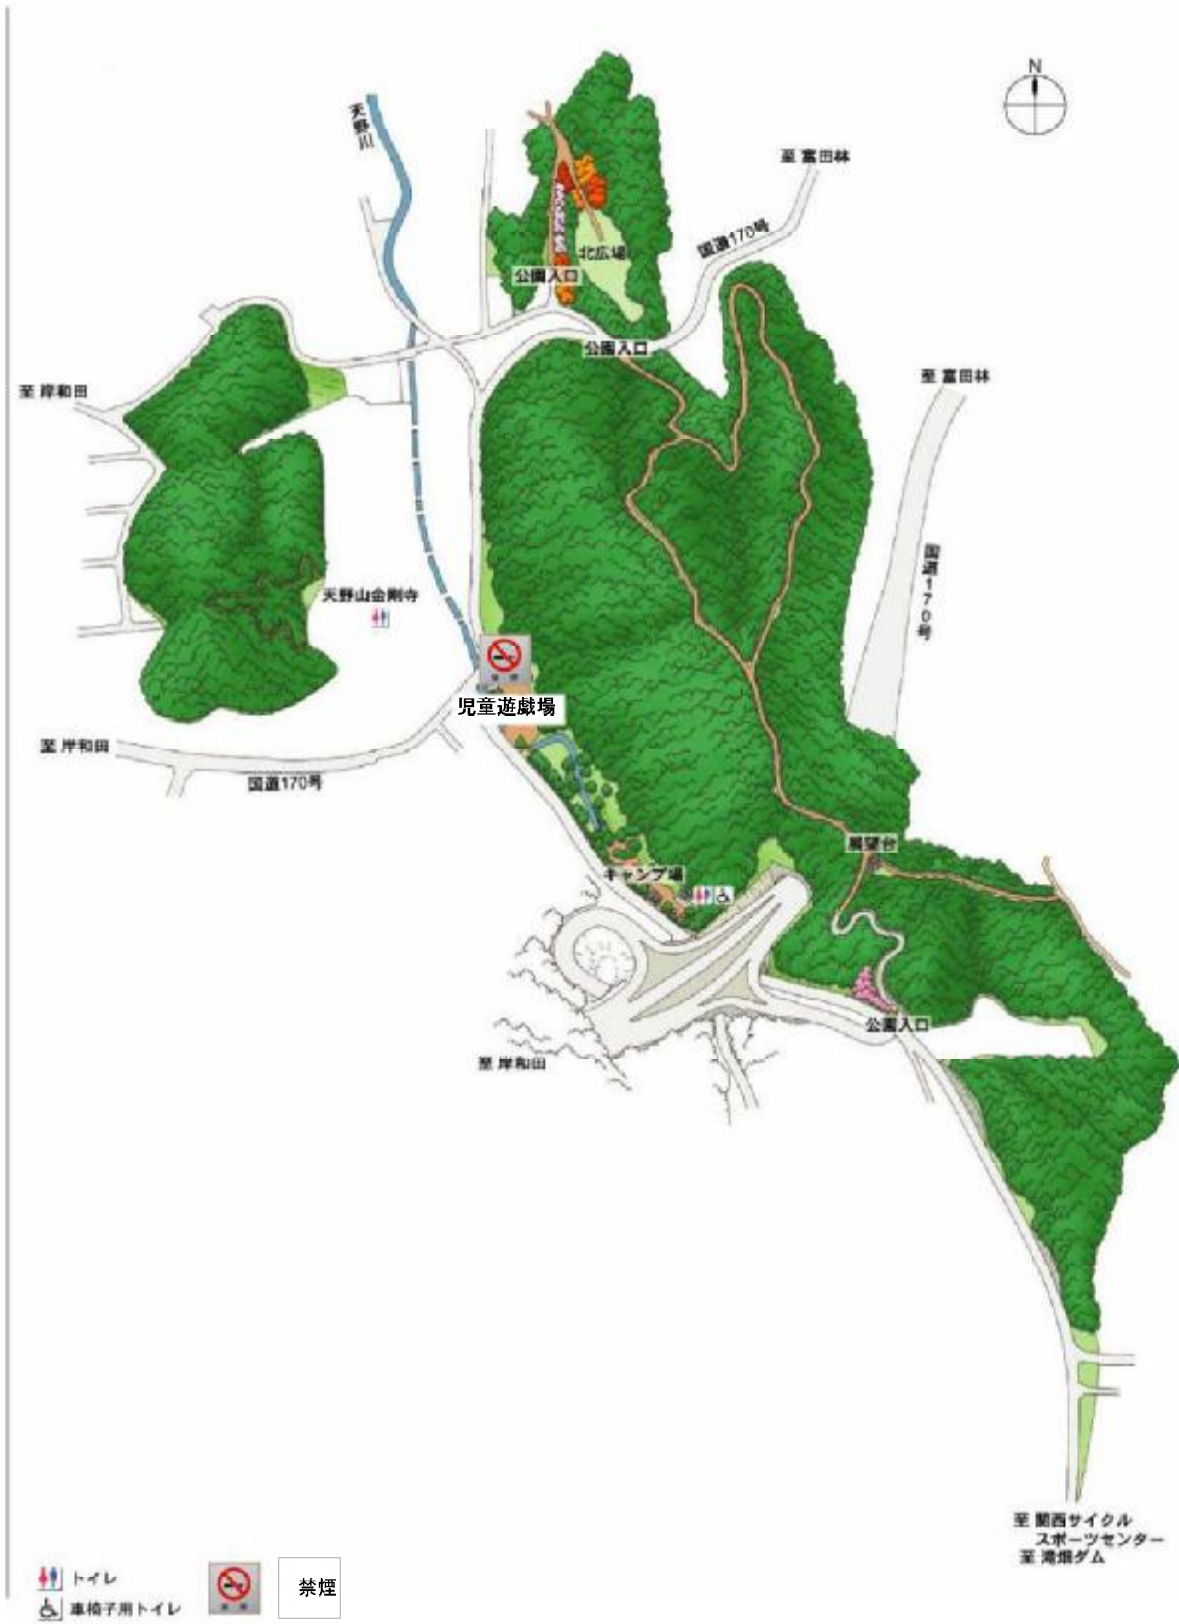 N
天野川
至 富田林
国道170号
北広場
公園入口
公園入口
至 岸和田
至 富田林
国道170号
天野山金剛寺
児童遊戯場
至 岸和田
国道170号
展望台
キャンプ場
公園入口
至 岸和田
至 関西サイクル
スポーツセンター
至 滝畑ダム
トイレ
禁煙
車椅子用トイレ